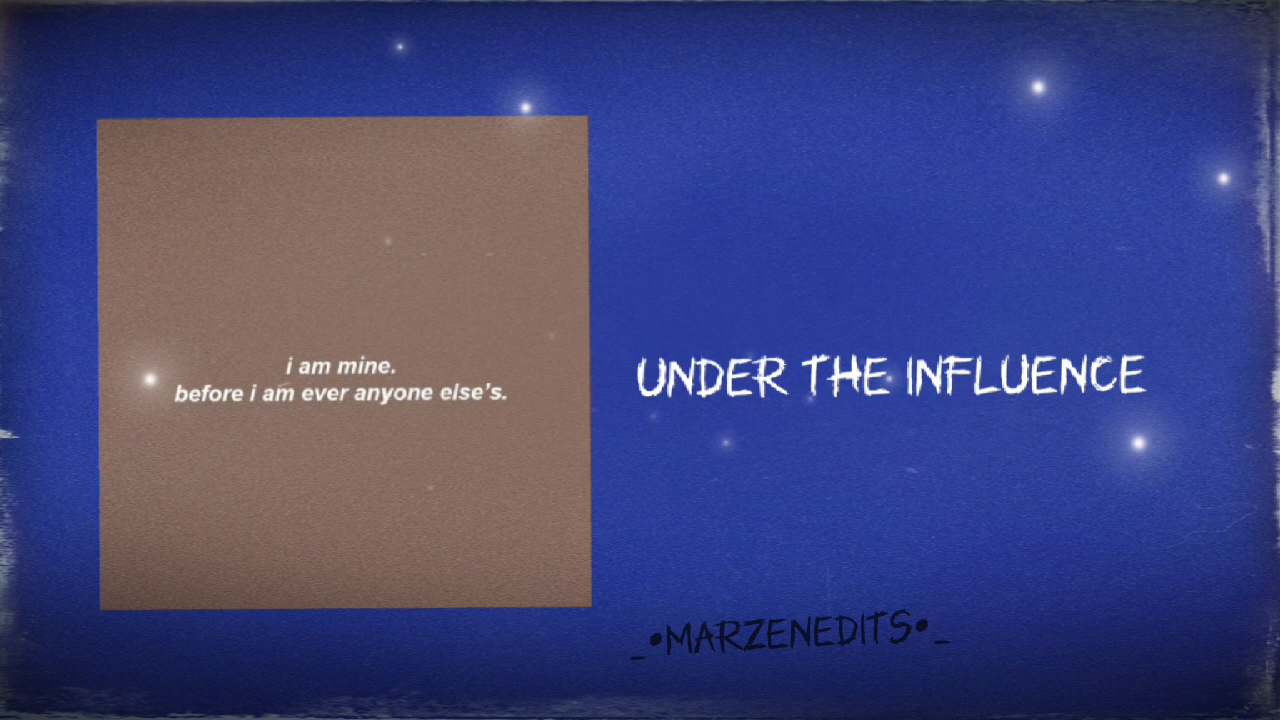 i am mine.
before i am ever anyone else's.
UNDER THE INFLUENCE
_•MARZENEDITS•_